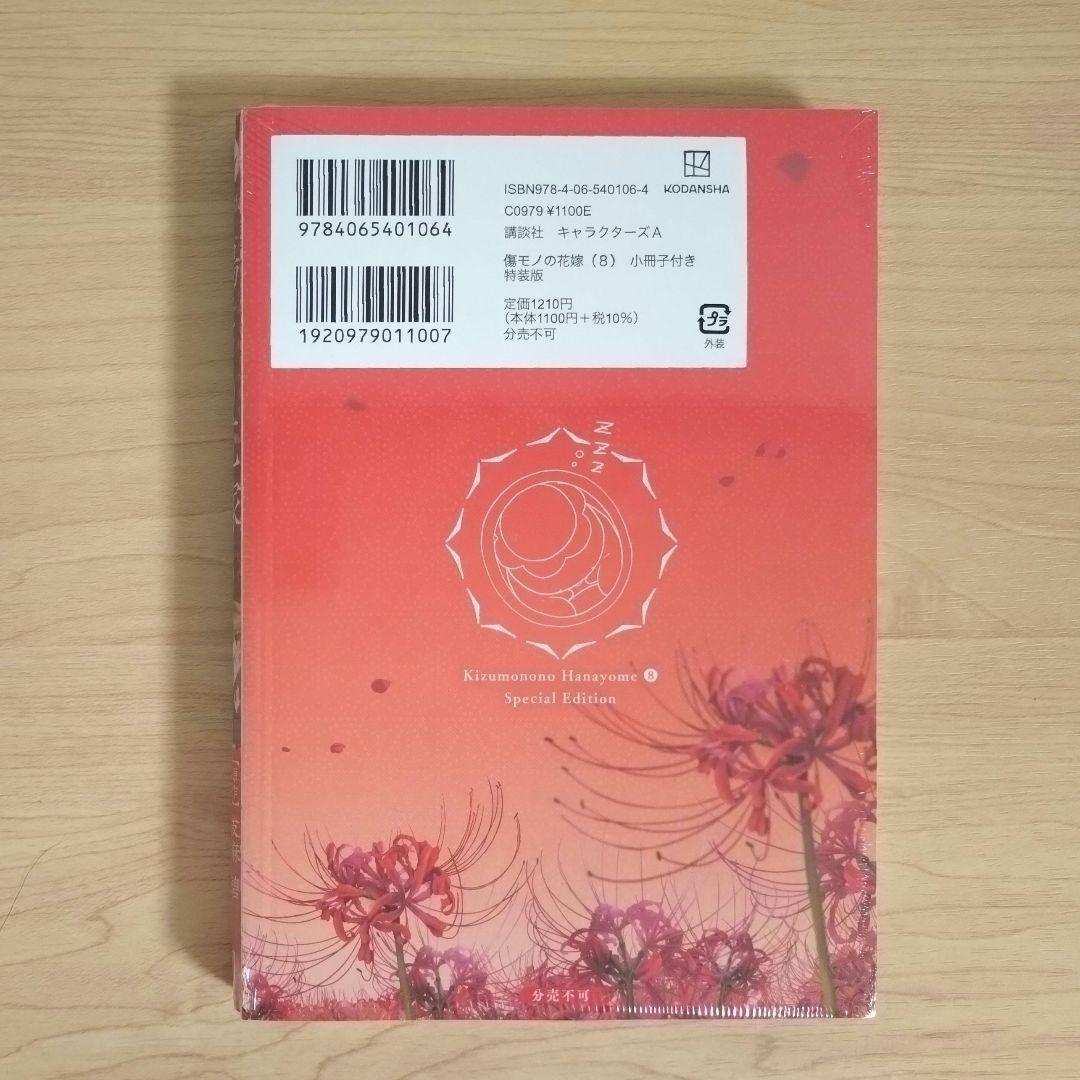 9784065401064
1920979011007
ISBN978-4-06-540106-4
KODANSHA
C0979 ¥1100E
講談社　キャラクターズA
傷モノの花嫁（8）　小冊子付き
特装版
定価1210円
（本体1100円＋税10%）
分売不可
プラ
外装
Z Z Z
Kizumonono Hanayome 8
Special Edition
分売不可